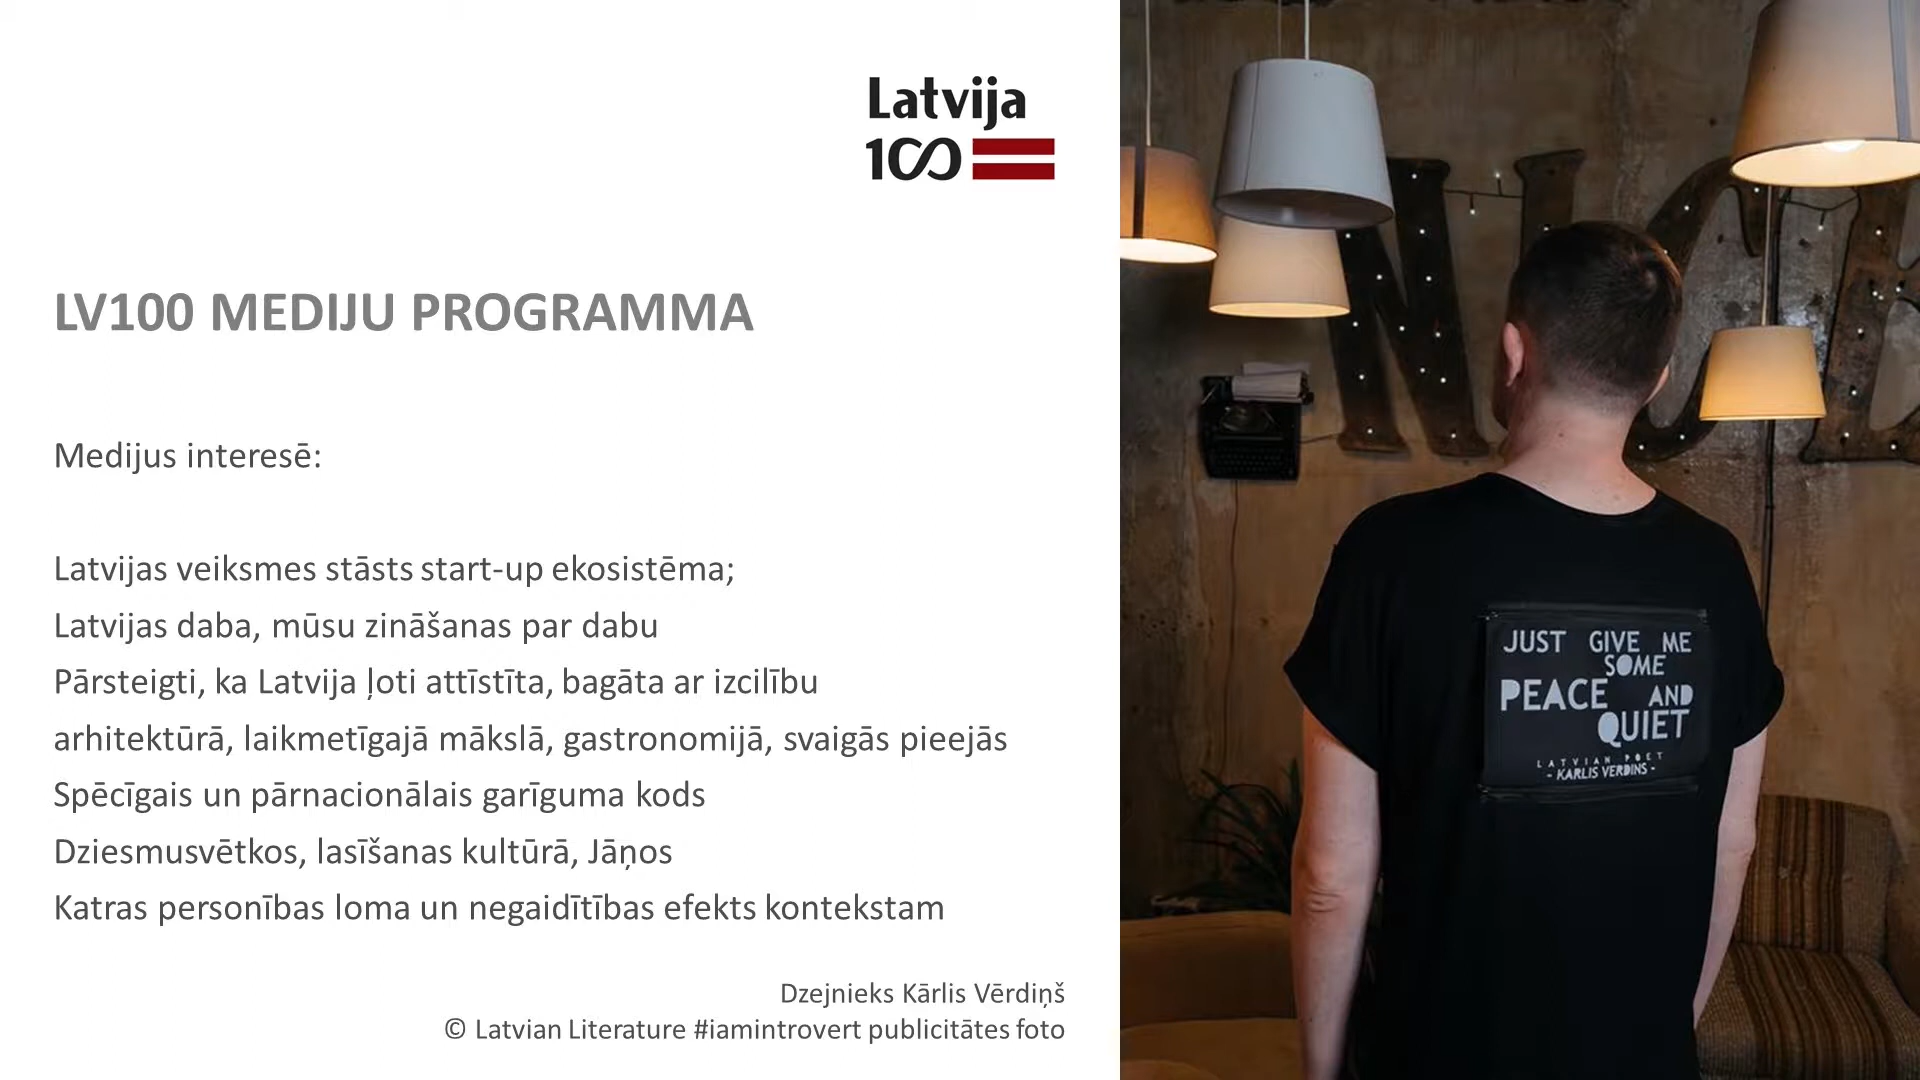 Latvija
100
LV100 MEDIJU PROGRAMMA
Medijus interesē:
Latvijas veiksmes stāsts start-up ekosistēma;
Latvijas daba, mūsu zināšanas par dabu
Pārsteigti, ka Latvija ļoti attīstīta, bagāta ar izcilību
arhitektūrā, laikmetīgajā mākslā, gastronomijā, svaigās pieejās
Spēcīgais un pārnacionālais garīguma kods
Dziesmusvētkos, lasīšanas kultūrā, Jāņos
Katras personības loma un negaidītības efekts kontekstam
Dzejnieks Kārlis Vērdiņš
© Latvian Literature #iamintrovert publicitātes foto
JUST GIVE ME
SOME
PEACE AND
QUIET
LATVIAN POET
- KARLIS VERDINS -